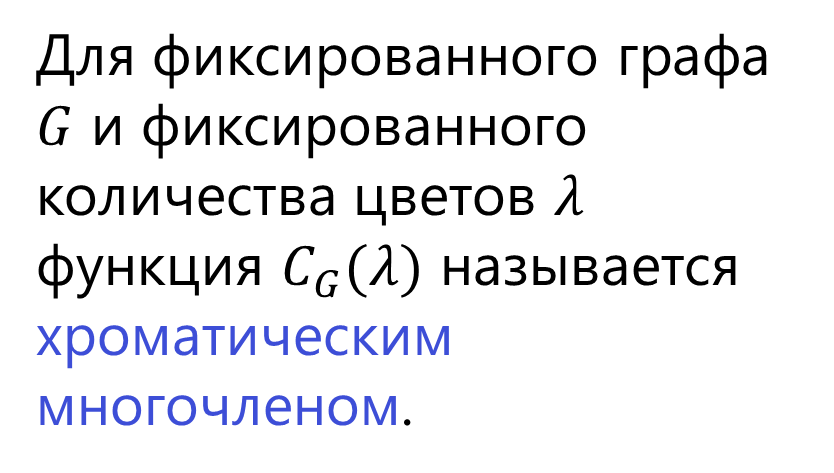 Для фиксированного графа
𝐺 и фиксированного
количества цветов 𝜆
функция 𝐶_𝐺(𝜆) называется
хроматическим
многочленом.